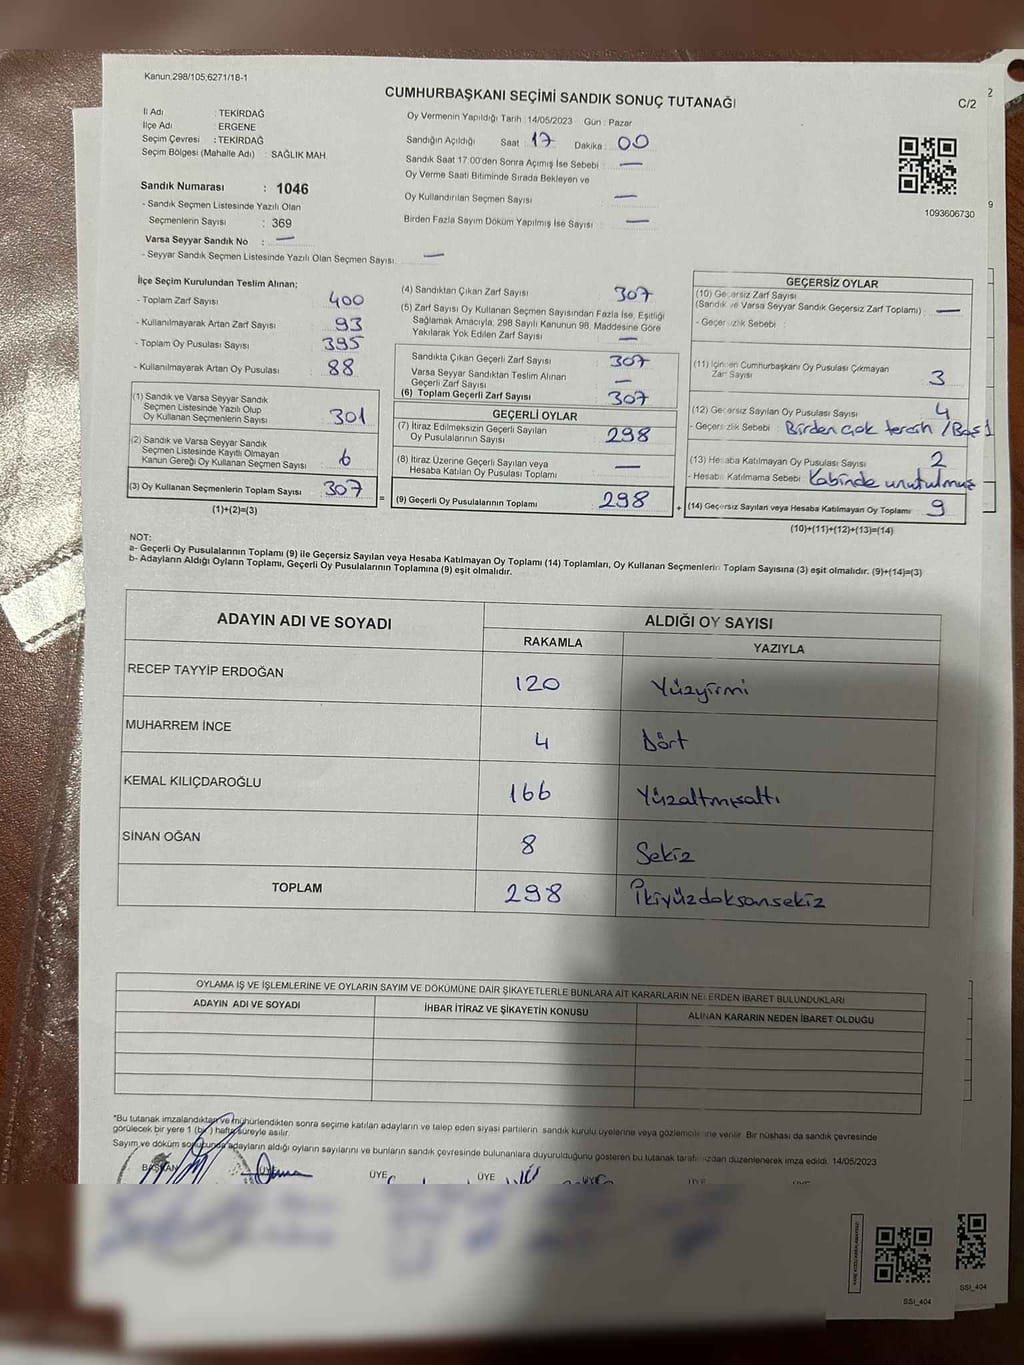 Kanun.298/105,6271/18-1
CUMHURBAŞKANI SEÇİMİ SANDIK SONUÇ TUTANAĞI
C/2
İl Adı : TEKİRDAĞ
İlçe Adı : ERGENE
Seçim Çevresi : TEKİRDAĞ
Seçim Bölgesi (Mahalle Adı) : SAĞLIK MAH
Sandık Numarası : 1046
- Sandık Seçmen Listesinde Yazılı Olan
Seçmenlerin Sayısı : 369
Varsa Seyyar Sandık No : —
- Seyyar Sandık Seçmen Listesinde Yazılı Olan Seçmen Sayısı: —
Oy Vermenin Yapıldığı Tarih :14/05/2023 Gün : Pazar
Sandığın Açıldığı Saat : 17 Dakika : 00
Sandık Saat 17:00'den Sonra Açılmış İse Sebebi : —
Oy Verme Saati Bitiminde Sırada Bekleyen ve
Oy Kullandırılan Seçmen Sayısı —
Birden Fazla Sayım Döküm Yapılmış İse Sayısı : —
1093606730
İlçe Seçim Kurulundan Teslim Alınan;
- Toplam Zarf Sayısı : 400
- Kullanılmayarak Artan Zarf Sayısı : 93
- Toplam Oy Pusulası Sayısı : 395
- Kullanılmayarak Artan Oy Pusulası : 88
(1) Sandık ve Varsa Seyyar Sandık
Seçmen Listesinde Yazılı Olup
Oy Kullanan Seçmenlerin Sayısı : 301
(2) Sandık ve Varsa Seyyar Sandık
Seçmen Listesinde Kayıtlı Olmayan
Kanun Gereği Oy Kullanan Seçmen Sayısı : 6
(3) Oy Kullanan Seçmenlerin Toplam Sayısı : 307
(1)+(2)=(3)
=
(4) Sandıktan Çıkan Zarf Sayısı : 307
(5) Zarf Sayısı Oy Kullanan Seçmen Sayısından Fazla İse, Eşitliği
Sağlamak Amacıyla, 298 Sayılı Kanunun 98. Maddesine Göre
Yakılarak Yok Edilen Zarf Sayısı : —
Sandıkta Çıkan Geçerli Zarf Sayısı : 307
Varsa Seyyar Sandıktan Teslim Alınan
Geçerli Zarf Sayısı : —
(6) Toplam Geçerli Zarf Sayısı : 307
GEÇERLİ OYLAR
(7) İtiraz Edilmeksizin Geçerli Sayılan
Oy Pusulalarının Sayısı : 298
(8) İtiraz Üzerine Geçerli Sayılan veya
Hesaba Katılan Oy Pusulası Toplamı : —
(9) Geçerli Oy Pusulalarının Toplamı : 298
+
GEÇERSİZ OYLAR
(10) Geçersiz Zarf Sayısı
(Sandık ve Varsa Seyyar Sandık Geçersiz Zarf Toplamı) : —
- Geçersizlik Sebebi :
(11) İçinden Cumhurbaşkanı Oy Pusulası Çıkmayan
Zarf Sayısı : 3
(12) Geçersiz Sayılan Oy Pusulası Sayısı : 4
- Geçersizlik Sebebi : Birden çok tercih /Boş 1
(13) Hesaba Katılmayan Oy Pusulası Sayısı : 2
- Hesaba Katılmama Sebebi : Kabinde unutulmuş
(14) Geçersiz Sayılan veya Hesaba Katılmayan Oy Toplamı : 9
(10)+(11)+(12)+(13)=(14)
NOT:
a- Geçerli Oy Pusulalarının Toplamı (9) ile Geçersiz Sayılan veya Hesaba Katılmayan Oy Toplamı (14) Toplamları, Oy Kullanan Seçmenlerin Toplam Sayısına (3) eşit olmalıdır. (9)+(14)=(3)
b- Adayların Aldığı Oyların Toplamı, Geçerli Oy Pusulalarının Toplamına (9) eşit olmalıdır.
ADAYIN ADI VE SOYADI
ALDIĞI OY SAYISI
RAKAMLA YAZIYLA
RECEP TAYYİP ERDOĞAN 120 Yüzyirmi
MUHARREM İNCE 4 Dört
KEMAL KILIÇDAROĞLU 166 Yüzaltmışaltı
SİNAN OĞAN 8 Sekiz
TOPLAM 298 İkiyüzdoksansekiz
OYLAMA İŞ VE İŞLEMLERİNE VE OYLARIN SAYIM VE DÖKÜMÜNE DAİR ŞİKAYETLERLE BUNLARA AİT KARARLARIN NELERDEN İBARET BULUNDUKLARI
ADAYIN ADI VE SOYADI İHBAR İTİRAZ VE ŞİKAYETİN KONUSU ALINAN KARARIN NEDEN İBARET OLDUĞU
*Bu tutanak imzalandıktan ve mühürlendikten sonra seçime katılan adayların ve talep eden siyasi partilerin sandık kurulu üyelerine veya gözlemcilerine verilir. Bir nüshası da sandık çevresinde
görülecek bir yere 1 (bir) hafta süreyle asılır.
Sayım ve döküm sonucunda adayların aldığı oyların sayılarını ve bunların sandık çevresinde bulunanlara duyurulduğunu gösteren bu tutanak tarafımızdan düzenlenerek imza edildi. 14/05/2023
BAŞKAN ÜYE ÜYE ÜYE ÜYE
SSI_404
SSI_404